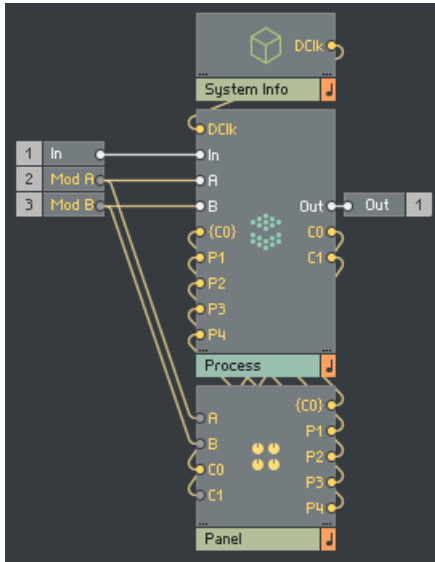 DClk
...
System Info
DClk
1 In
In
2 Mod A
A
3 Mod B
B
Out
Out 1
{C0}
C0
P1
C1
P2
P3
P4
... ...
Process
{C0}
A
P1
B
P2
C0
P3
C1
P4
...
Panel